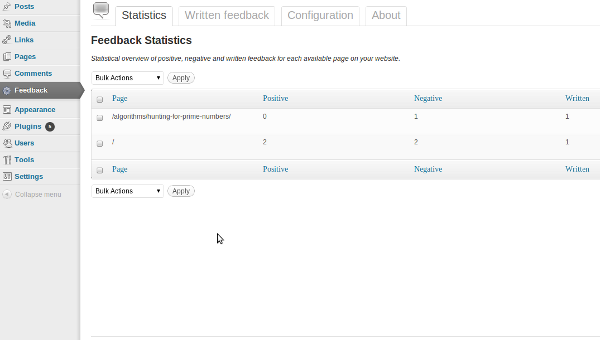 Posts
Media
Links
Pages
Comments
Feedback
Appearance
Plugins 6
Users
Tools
Settings
Collapse menu
Statistics Written feedback Configuration About
Feedback Statistics
Statistical overview of positive, negative and written feedback for each available page on your website.
Bulk Actions Apply
Page Positive Negative Written
/algorithms/hunting-for-prime-numbers/ 0 1 1
/ 2 2 1
Page Positive Negative Written
Bulk Actions Apply